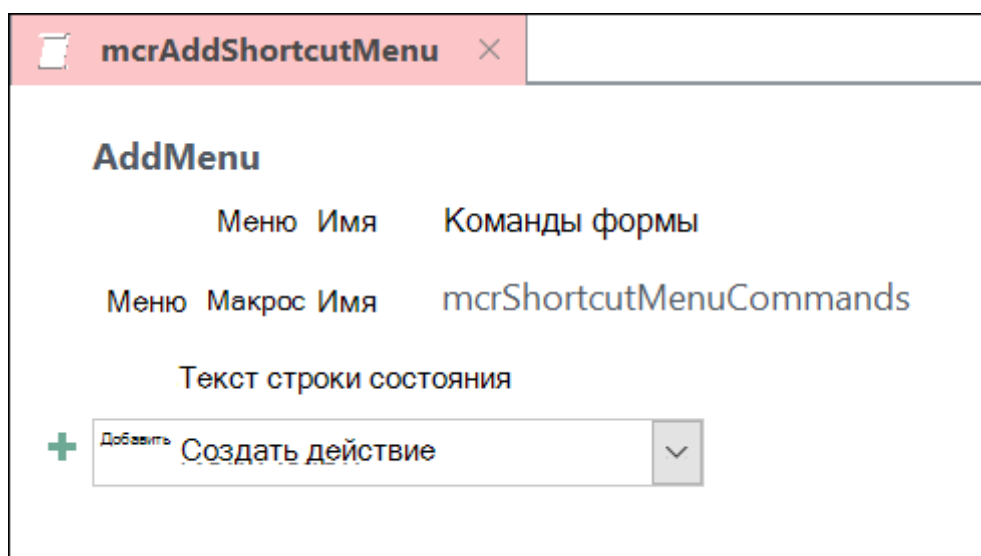 mcrAddShortcutMenu
AddMenu
Меню Имя Команды формы
Меню Макрос Имя mcrShortcutMenuCommands
Текст строки состояния
Добавить Создать действие